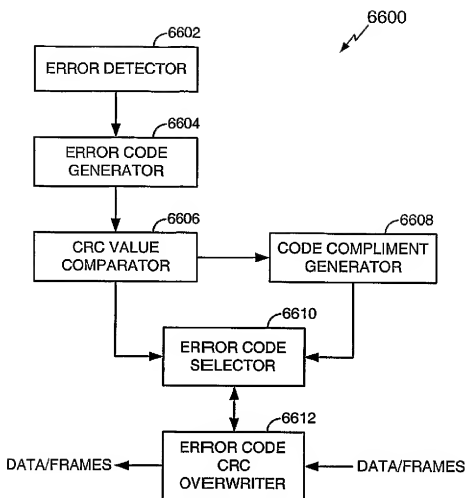 6600
6602
ERROR DETECTOR
6604
ERROR CODE
GENERATOR
6606
CRC VALUE
COMPARATOR
6608
CODE COMPLIMENT
GENERATOR
6610
ERROR CODE
SELECTOR
6612
ERROR CODE
CRC
OVERWRITER
DATA/FRAMES
DATA/FRAMES